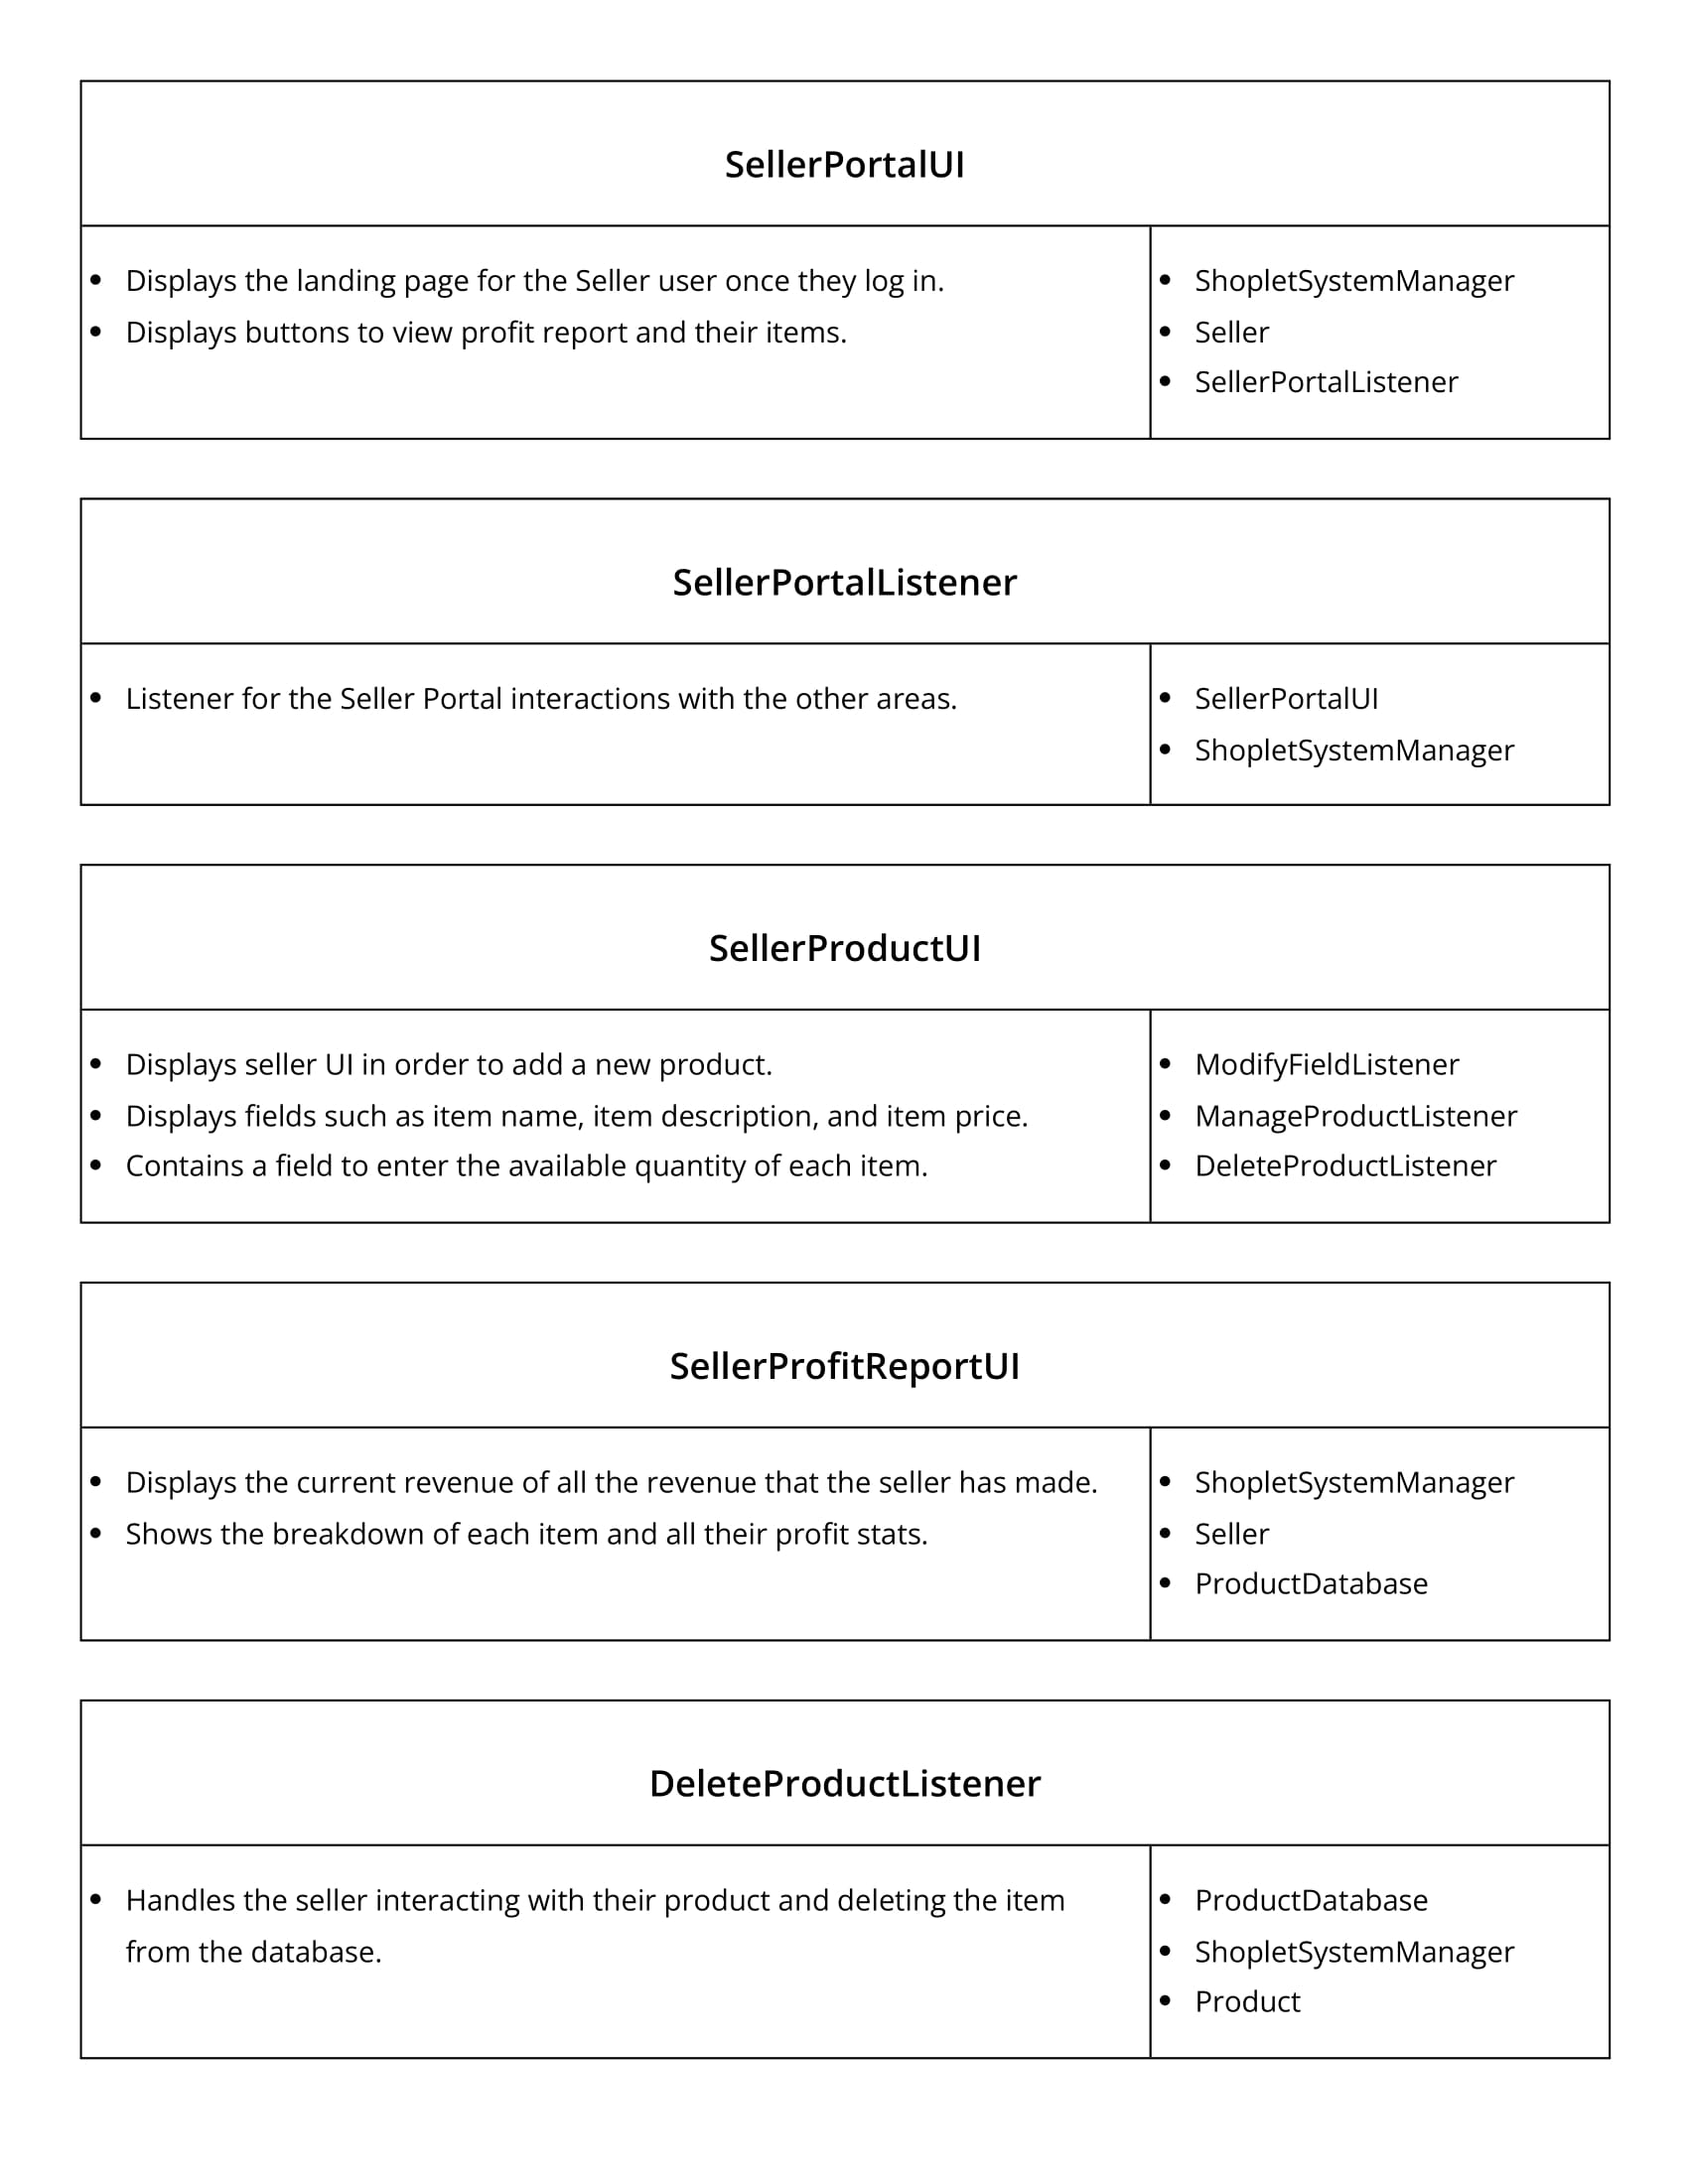 SellerPortalUI
• Displays the landing page for the Seller user once they log in.
• Displays buttons to view profit report and their items.
• ShopletSystemManager
• Seller
• SellerPortalListener
SellerPortalListener
• Listener for the Seller Portal interactions with the other areas.
• SellerPortalUI
• ShopletSystemManager
SellerProductUI
• Displays seller UI in order to add a new product.
• Displays fields such as item name, item description, and item price.
• Contains a field to enter the available quantity of each item.
• ModifyFieldListener
• ManageProductListener
• DeleteProductListener
SellerProfitReportUI
• Displays the current revenue of all the revenue that the seller has made.
• Shows the breakdown of each item and all their profit stats.
• ShopletSystemManager
• Seller
• ProductDatabase
DeleteProductListener
• Handles the seller interacting with their product and deleting the item
from the database.
• ProductDatabase
• ShopletSystemManager
• Product